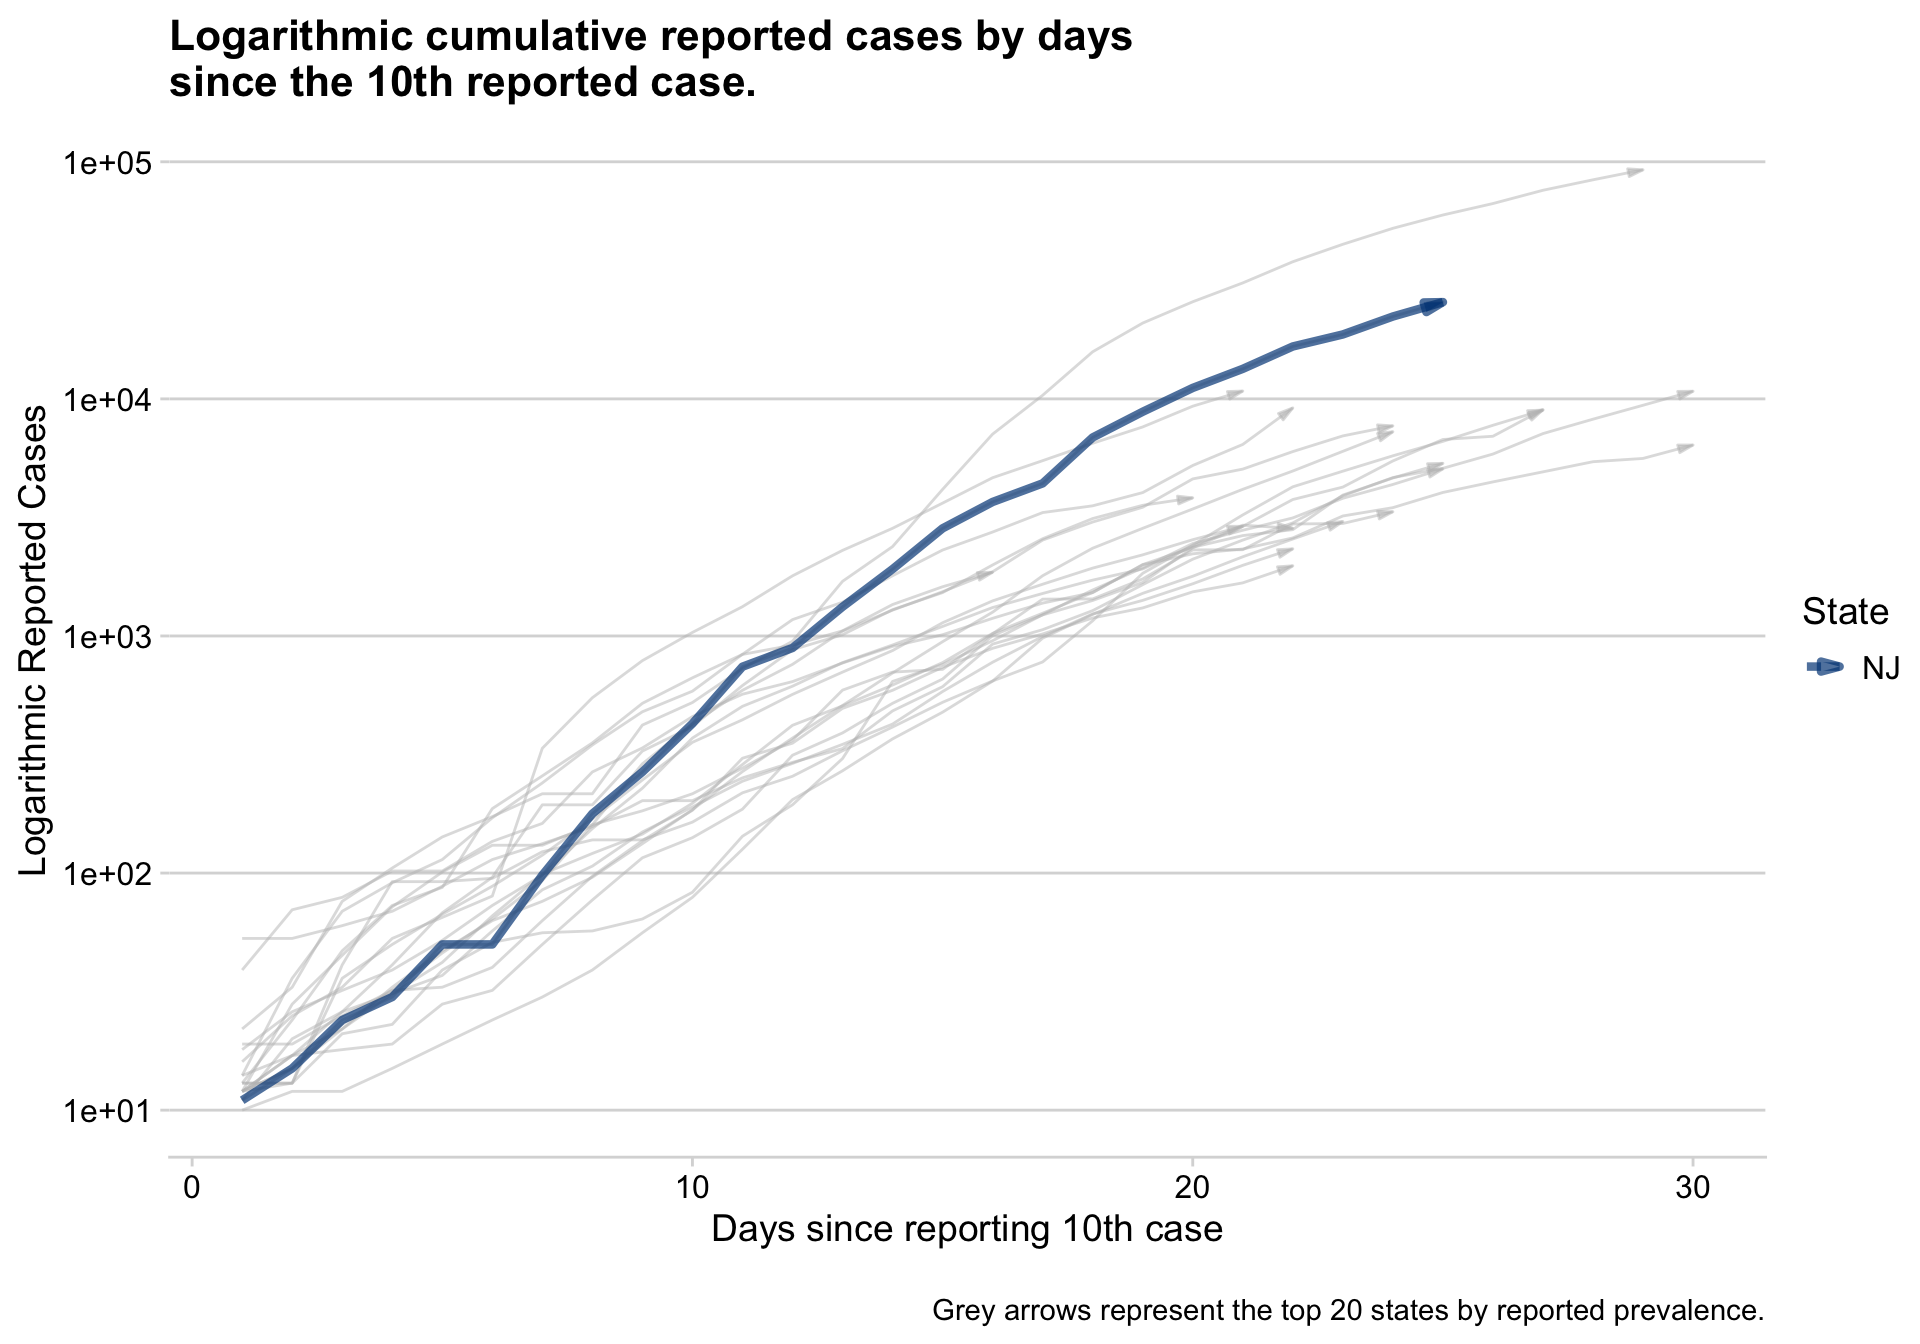 Logarithmic cumulative reported cases by days
since the 10th reported case.
1e+05
1e+04
1e+03
1e+02
1e+01
Logarithmic Reported Cases
0 10 20 30
Days since reporting 10th case
State
NJ
Grey arrows represent the top 20 states by reported prevalence.